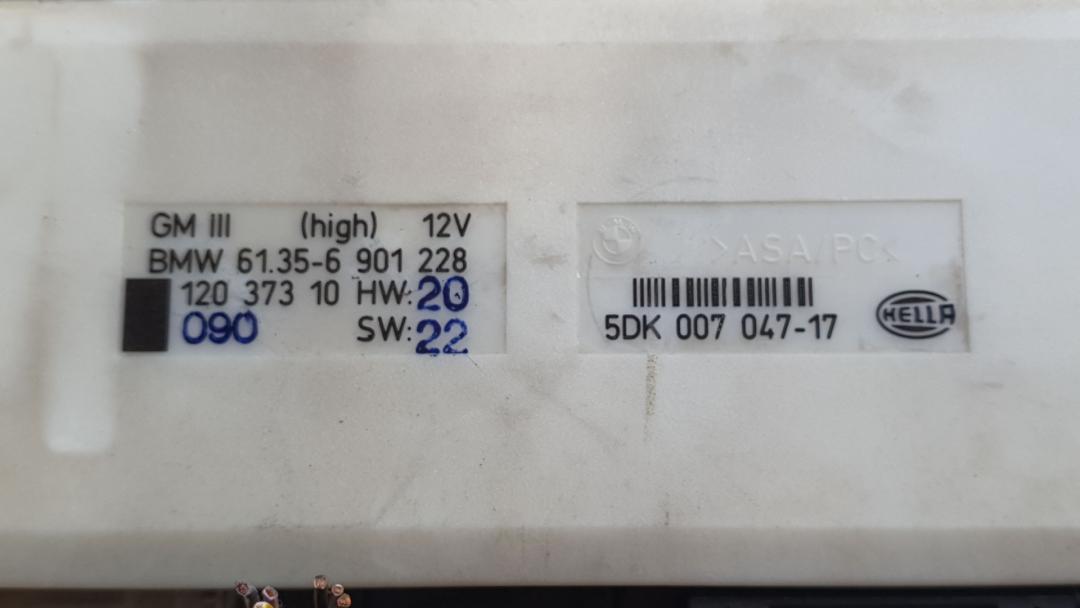 GM III (high) 12V
BMW 61.35-6 901 228
120 373 10 HW:20
090 SW:22
>ASA/PC<
5DK 007 047-17
HELLA